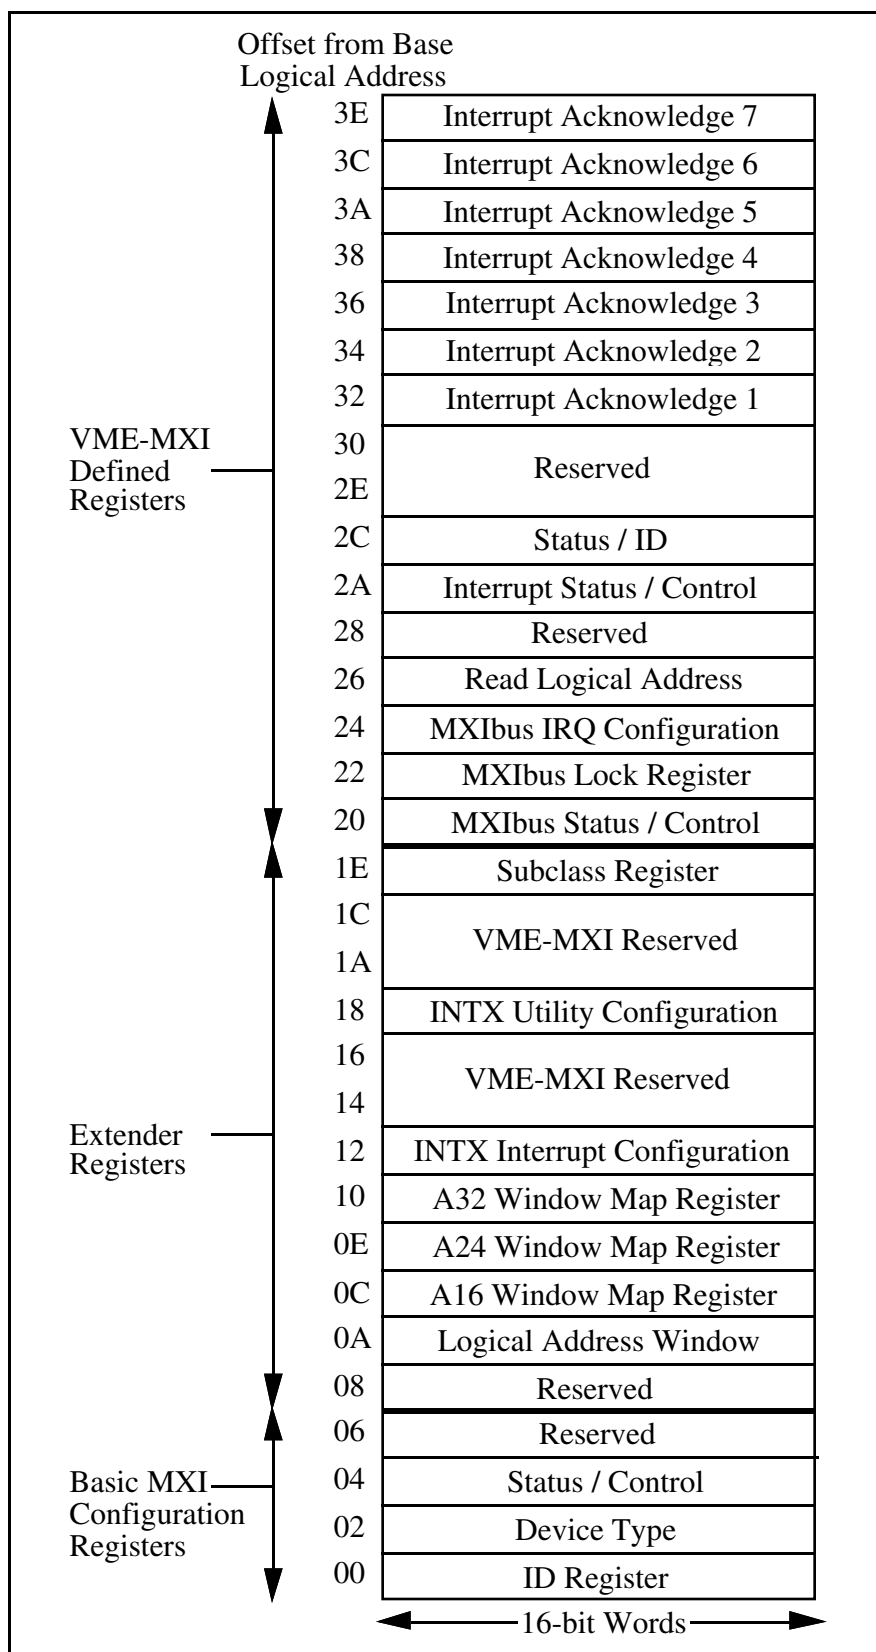 Offset from Base
Logical Address
3E Interrupt Acknowledge 7
3C Interrupt Acknowledge 6
3A Interrupt Acknowledge 5
38 Interrupt Acknowledge 4
36 Interrupt Acknowledge 3
34 Interrupt Acknowledge 2
32 Interrupt Acknowledge 1
VME-MXI
Defined
Registers
30
Reserved
2E
2C Status / ID
2A Interrupt Status / Control
28 Reserved
26 Read Logical Address
24 MXIbus IRQ Configuration
22 MXIbus Lock Register
20 MXIbus Status / Control
1E Subclass Register
1C
VME-MXI Reserved
1A
18 INTX Utility Configuration
16
VME-MXI Reserved
14
Extender
Registers
12 INTX Interrupt Configuration
10 A32 Window Map Register
0E A24 Window Map Register
0C A16 Window Map Register
0A Logical Address Window
08 Reserved
06 Reserved
Basic MXI
Configuration
Registers
04 Status / Control
02 Device Type
00 ID Register
16-bit Words